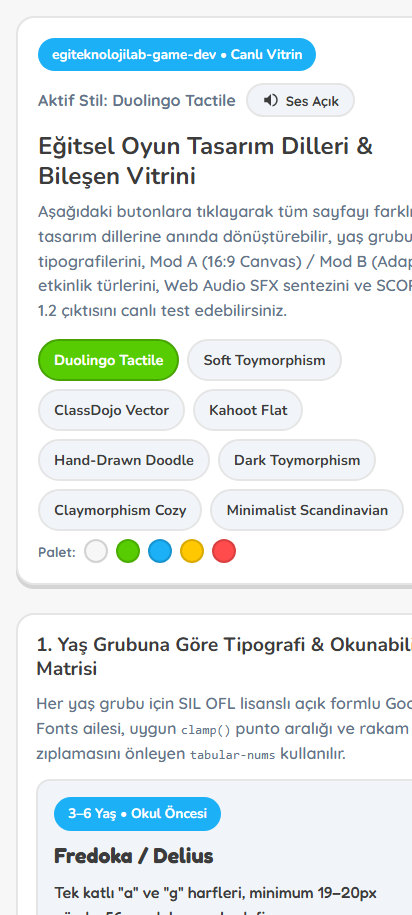 egiteknolojilab-game-dev • Canlı Vitrin
Aktif Stil: Duolingo Tactile
Ses Açık
Eğitsel Oyun Tasarım Dilleri &
Bileşen Vitrini
Aşağıdaki butonlara tıklayarak tüm sayfayı farklı
tasarım dillerine anında dönüştürebilir, yaş grubu
tipografilerini, Mod A (16:9 Canvas) / Mod B (Adap
etkinlik türlerini, Web Audio SFX sentezini ve SCOR
1.2 çıktısını canlı test edebilirsiniz.
Duolingo Tactile
Soft Toymorphism
ClassDojo Vector
Kahoot Flat
Hand-Drawn Doodle
Dark Toymorphism
Claymorphism Cozy
Minimalist Scandinavian
Palet:
1. Yaş Grubuna Göre Tipografi & Okunabili
Matrisi
Her yaş grubu için SIL OFL lisanslı açık formlu Goo
Fonts ailesi, uygun clamp() punto aralığı ve rakam
zıplamasını önleyen tabular-nums kullanılır.
3–6 Yaş • Okul Öncesi
Fredoka / Delius
Tek katlı "a" ve "g" harfleri, minimum 19–20px